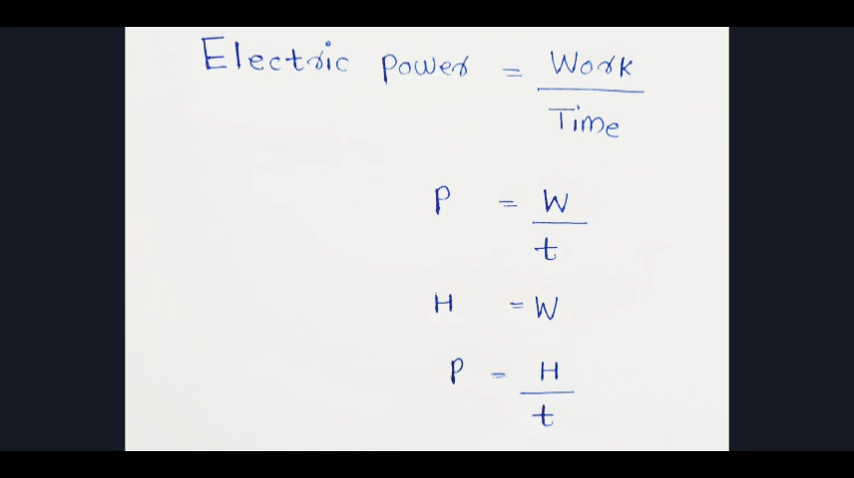 Electric Power = Work
Time
P = W
t
H = W
P = H
t